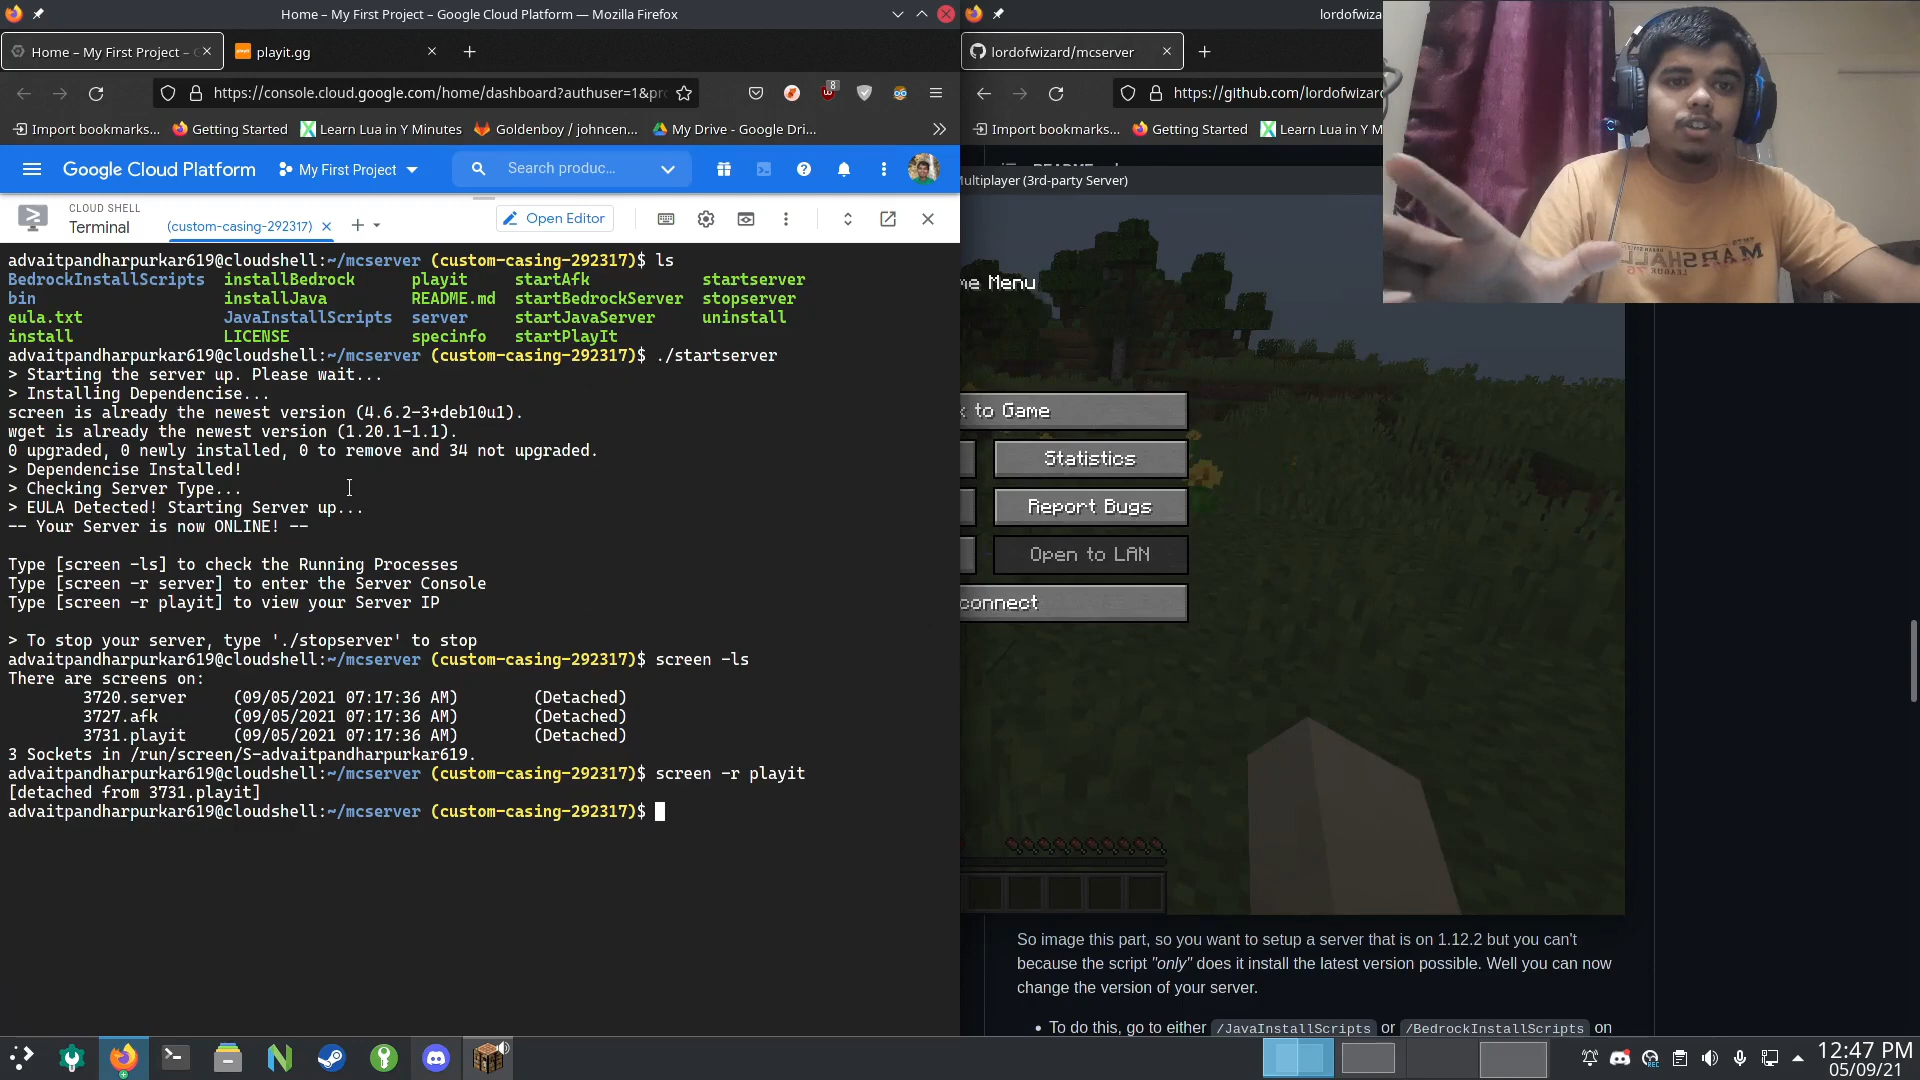 Home – My First Project – Google Cloud Platform — Mozilla Firefox
Home – My First Project –
playit.gg
https://console.cloud.google.com/home/dashboard?authuser=1&pr
8
Import bookmarks...
Getting Started
Learn Lua in Y Minutes
Goldenboy / johncen...
My Drive - Google Dri...
Google Cloud Platform
My First Project
Search produc...
CLOUD SHELL
Terminal
(custom-casing-292317)
Open Editor
advaitpandharpurkar619@cloudshell:~/mcserver (custom-casing-292317)$ ls
BedrockInstallScripts installBedrock playit startAfk startserver
bin installJava README.md startBedrockServer stopserver
eula.txt JavaInstallScripts server startJavaServer uninstall
install LICENSE specinfo startPlayIt
advaitpandharpurkar619@cloudshell:~/mcserver (custom-casing-292317)$ ./startserver
> Starting the server up. Please wait...
> Installing Dependencise...
screen is already the newest version (4.6.2-3+deb10u1).
wget is already the newest version (1.20.1-1.1).
0 upgraded, 0 newly installed, 0 to remove and 34 not upgraded.
> Dependencise Installed!
> Checking Server Type...
> EULA Detected! Starting Server up...
-- Your Server is now ONLINE! --
Type [screen -ls] to check the Running Processes
Type [screen -r server] to enter the Server Console
Type [screen -r playit] to view your Server IP
> To stop your server, type './stopserver' to stop
advaitpandharpurkar619@cloudshell:~/mcserver (custom-casing-292317)$ screen -ls
There are screens on:
3720.server (09/05/2021 07:17:36 AM) (Detached)
3727.afk (09/05/2021 07:17:36 AM) (Detached)
3731.playit (09/05/2021 07:17:36 AM) (Detached)
3 Sockets in /run/screen/S-advaitpandharpurkar619.
advaitpandharpurkar619@cloudshell:~/mcserver (custom-casing-292317)$ screen -r playit
[detached from 3731.playit]
advaitpandharpurkar619@cloudshell:~/mcserver (custom-casing-292317)$
lordofwiza
lordofwizard/mcserver
https://github.com/lordofwizard
Import bookmarks...
Getting Started
Learn Lua in Y M
Multiplayer (3rd-party Server)
me Menu
k to Game
Statistics
Report Bugs
Open to LAN
connect
So image this part, so you want to setup a server that is on 1.12.2 but you can't
because the script "only" does it install the latest version possible. Well you can now
change the version of your server.
• To do this, go to either /JavaInstallScripts or /BedrockInstallScripts on
12:47 PM
05/09/21